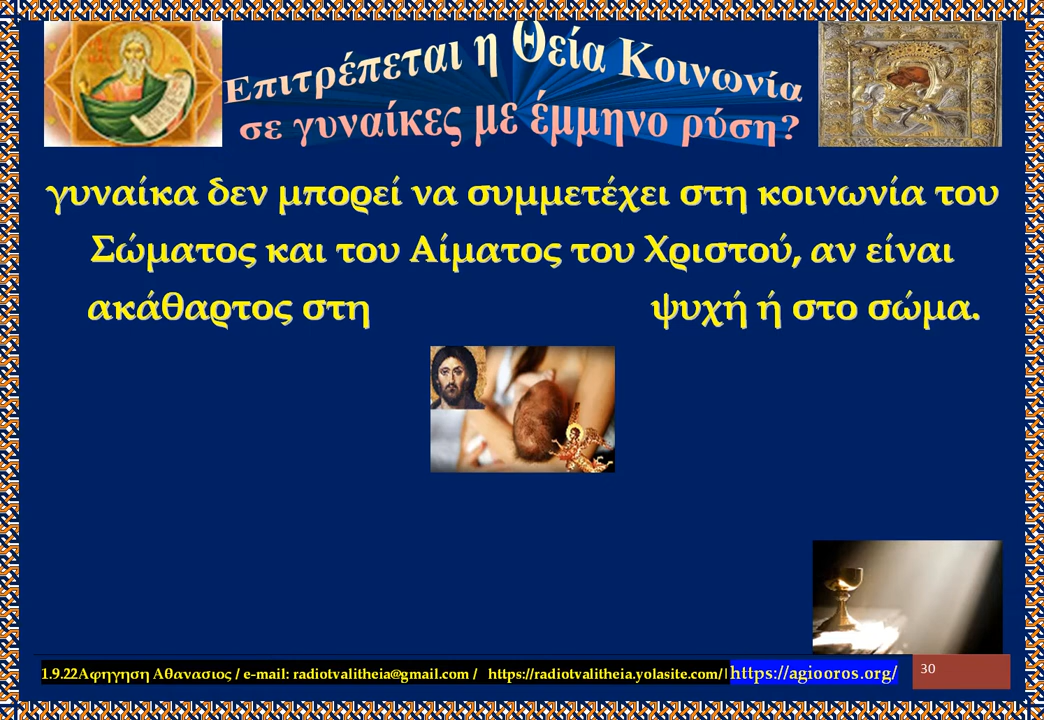 Επιτρέπεται η Θεία Κοινωνία
σε γυναίκες με έμμηνο ρύση?
γυναίκα δεν μπορεί να συμμετέχει στη κοινωνία του
Σώματος και του Αίματος του Χριστού, αν είναι
ακάθαρτος στη ψυχή ή στο σώμα.
1.9.22Αφηγηση Αθανασιος / e-mail: radiotvalitheia@gmail.com / https://radiotvalitheia.yolasite.com/|https://agiooros.org/ 30